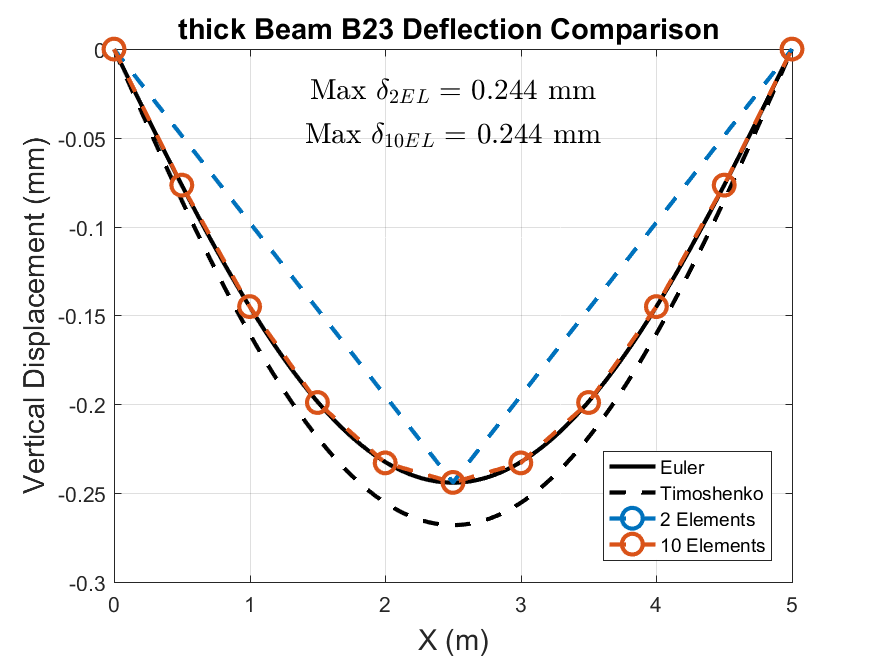 thick Beam B23 Deflection Comparison
Max δ2EL = 0.244 mm
Max δ10EL = 0.244 mm
Vertical Displacement (mm)
0
-0.05
-0.1
-0.15
-0.2
-0.25
-0.3
Euler
Timoshenko
2 Elements
10 Elements
0 1 2 3 4 5
X (m)